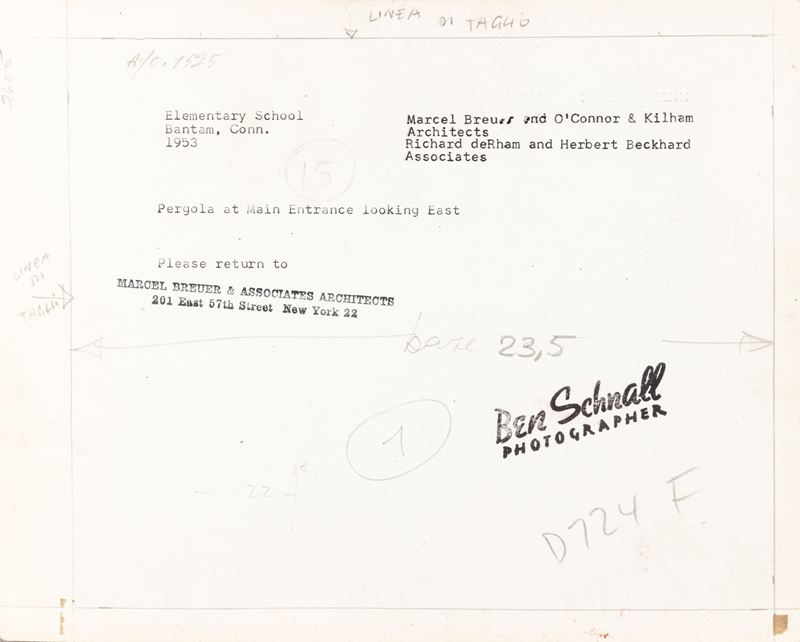 LINEA DI TAGLIO
A/C. 1525
Elementary School
Bantam, Conn.
1953
Marcel Breuer and O'Connor & Kilham
Architects
Richard deRham and Herbert Beckhard
Associates
15
Pergola at Main Entrance looking East
Please return to
MARCEL BREUER & ASSOCIATES ARCHITECTS
201 East 57th Street New York 22
LINEA
DI
TAGLIO
base 23,5
Ben Schnall
PHOTOGRAPHER
1
22
D724 F